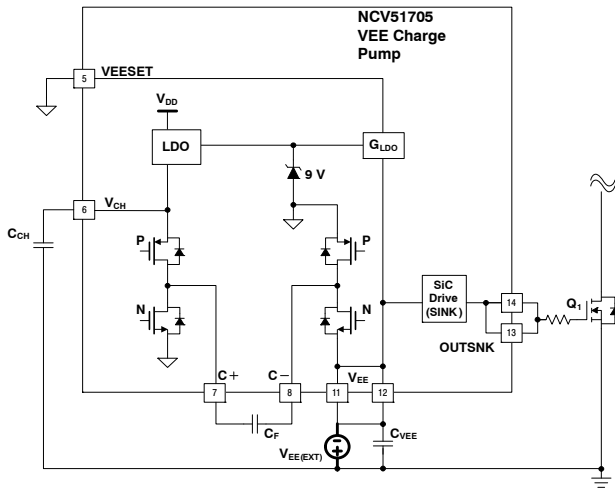 NCV51705
VEE Charge
Pump
5
VEESET
VDD
LDO
GLDO
9 V
6
VCH
CCH
P
P
N
N
SiC
Drive
(SINK)
14
13
Q1
OUTSNK
C+
C−
VEE
7
8
11
12
CF
CVEE
VEE(EXT)